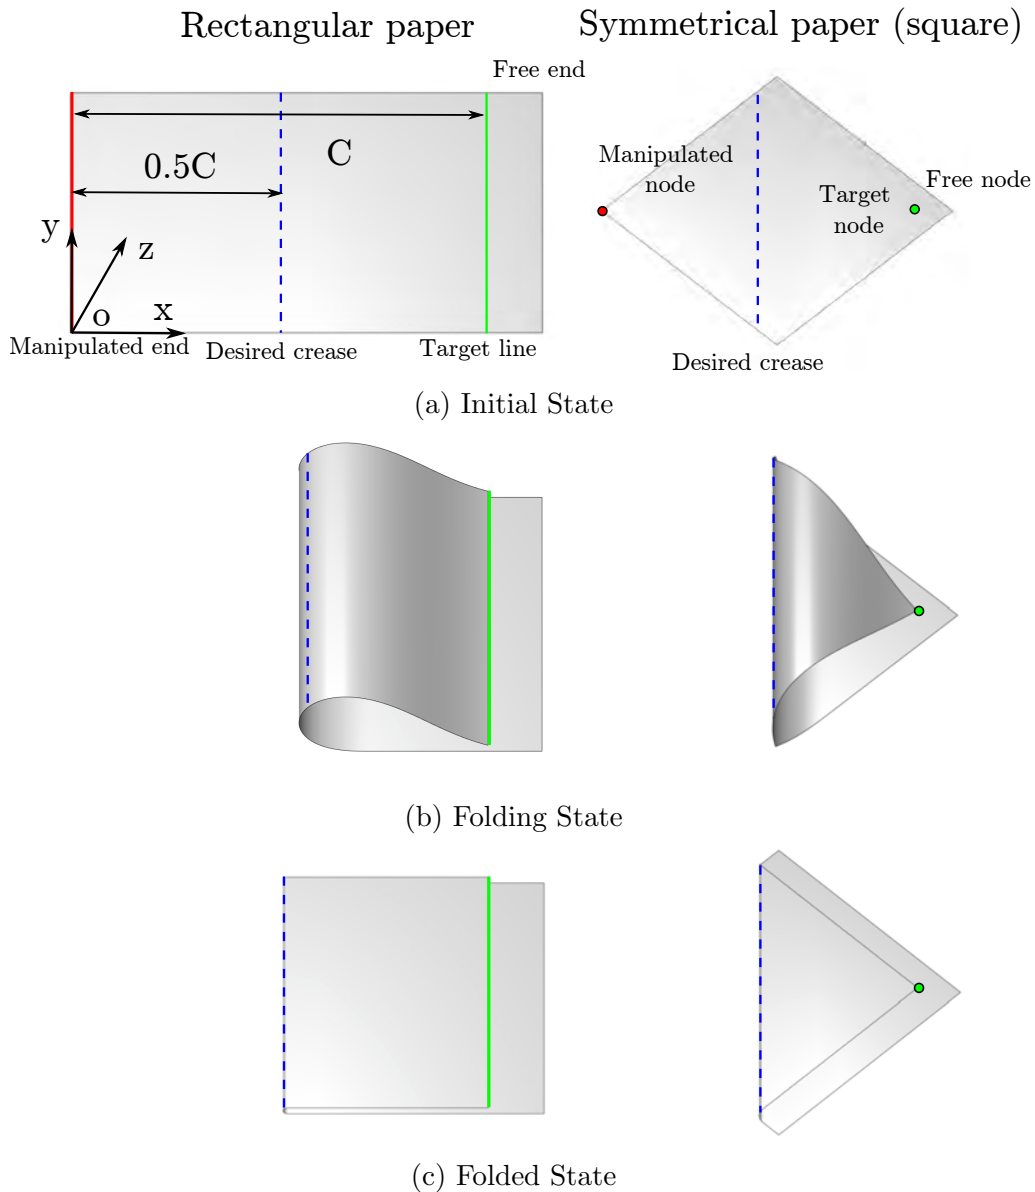 Rectangular paper
Symmetrical paper (square)
Free end
C
0.5C
y
z
o
x
Manipulated end
Desired crease
Target line
Manipulated
node
Target
node
Free node
Desired crease
(a) Initial State
(b) Folding State
(c) Folded State